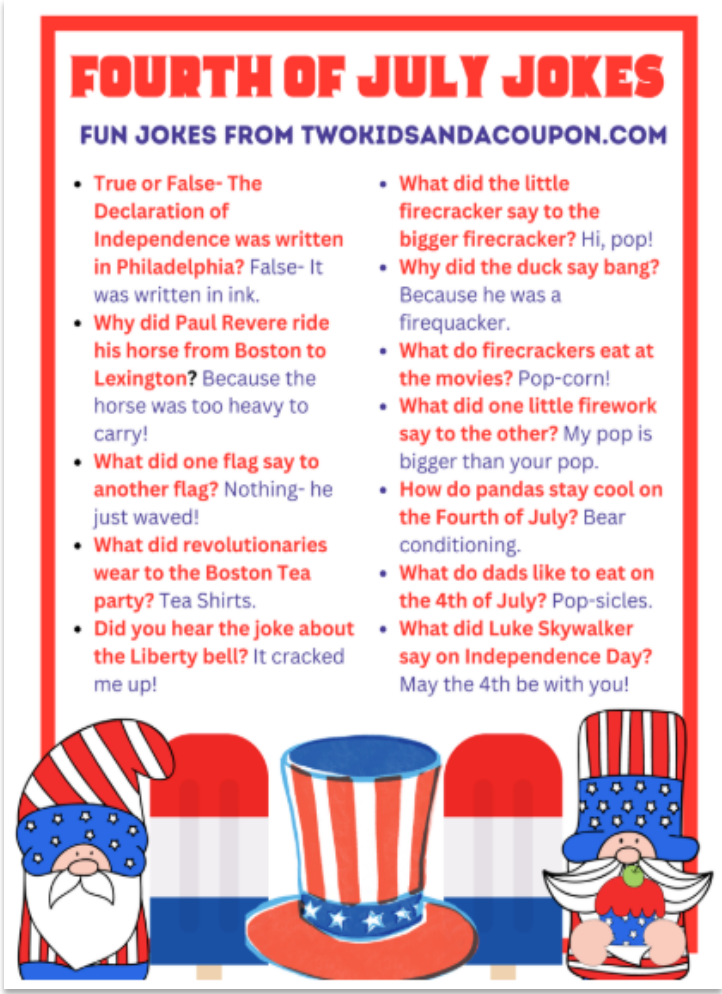 FOURTH OF JULY JOKES
FUN JOKES FROM TWOKIDSANDACOUPON.COM
• True or False- The
Declaration of
Independence was written
in Philadelphia? False- It
was written in ink.
• Why did Paul Revere ride
his horse from Boston to
Lexington? Because the
horse was too heavy to
carry!
• What did one flag say to
another flag? Nothing- he
just waved!
• What did revolutionaries
wear to the Boston Tea
party? Tea Shirts.
• Did you hear the joke about
the Liberty bell? It cracked
me up!
• What did the little
firecracker say to the
bigger firecracker? Hi, pop!
• Why did the duck say bang?
Because he was a
firequacker.
• What do firecrackers eat at
the movies? Pop-corn!
• What did one little firework
say to the other? My pop is
bigger than your pop.
• How do pandas stay cool on
the Fourth of July? Bear
conditioning.
• What do dads like to eat on
the 4th of July? Pop-sicles.
• What did Luke Skywalker
say on Independence Day?
May the 4th be with you!